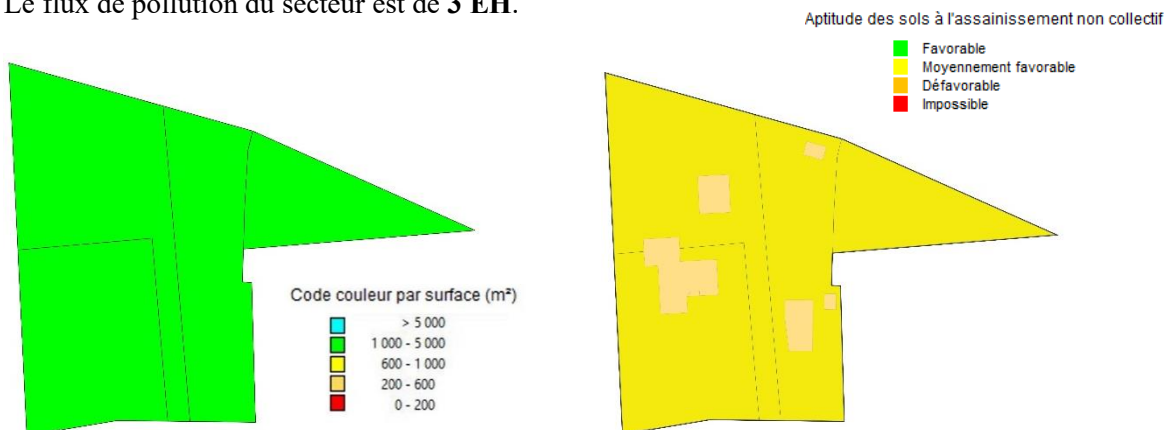 Le flux de pollution du secteur est de 3 EH.
Aptitude des sols à l'assainissement non collectif
Favorable
Moyennement favorable
Défavorable
Impossible
Code couleur par surface (m²)
> 5 000
1 000 - 5 000
600 - 1 000
200 - 600
0 - 200